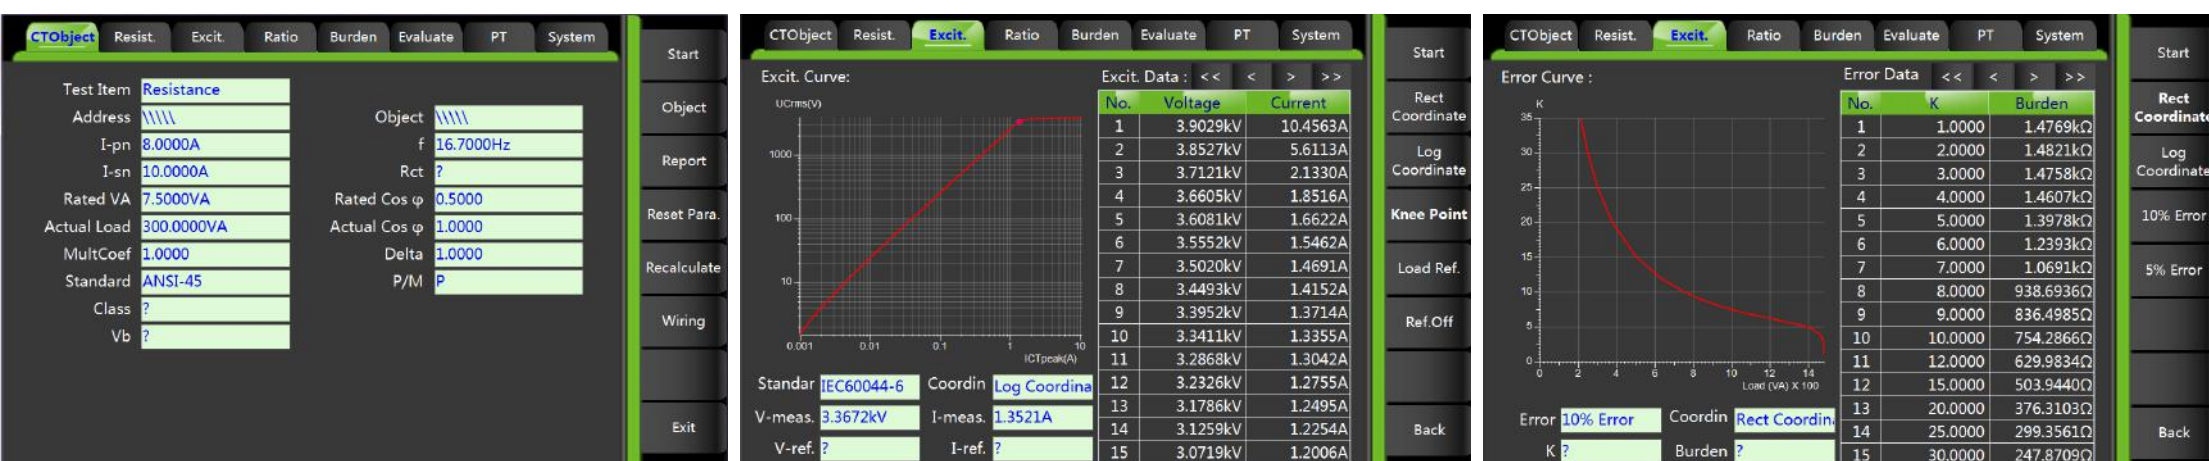 CTObject Resist. Excit. Ratio Burden Evaluate PT System
Start
Object
Report
Reset Para.
Recalculate
Wiring
Exit
Test Item Resistance
Address \\\\\ Object \\\\\
I-pn 8.0000A f 16.7000Hz
I-sn 10.0000A Rct ?
Rated VA 7.5000VA Rated Cos φ 0.5000
Actual Load 300.0000VA Actual Cos φ 1.0000
MultCoef 1.0000 Delta 1.0000
Standard ANSI-45 P/M P
Class ?
Vb ?
CTObject Resist. Excit. Ratio Burden Evaluate PT System
Start
Rect
Coordinate
Log
Coordinate
Knee Point
Load Ref.
Ref.Off
Back
Excit. Curve:
UCrms(V)
1000
100
10
0.001 0.01 0.1 1 10
ICTpeak(A)
Standar IEC60044-6 Coordin Log Coordina
V-meas. 3.3672kV I-meas. 1.3521A
V-ref. ? I-ref. ?
Excit. Data : << < > >>
No. Voltage Current
1 3.9029kV 10.4563A
2 3.8527kV 5.6113A
3 3.7121kV 2.1330A
4 3.6605kV 1.8516A
5 3.6081kV 1.6622A
6 3.5552kV 1.5462A
7 3.5020kV 1.4691A
8 3.4493kV 1.4152A
9 3.3952kV 1.3714A
10 3.3411kV 1.3355A
11 3.2868kV 1.3042A
12 3.2326kV 1.2755A
13 3.1786kV 1.2495A
14 3.1259kV 1.2254A
15 3.0719kV 1.2006A
CTObject Resist. Excit. Ratio Burden Evaluate PT System
Start
Rect
Coordinate
Log
Coordinate
10% Error
5% Error
Back
Error Curve :
K
35
30
25
20
15
10
5
0
0 2 4 6 8 10 12 14
Load (VA) X 100
Error 10% Error Coordin Rect Coordin
K ? Burden ?
Error Data << < > >>
No. K Burden
1 1.0000 1.4769kΩ
2 2.0000 1.4821kΩ
3 3.0000 1.4758kΩ
4 4.0000 1.4607kΩ
5 5.0000 1.3978kΩ
6 6.0000 1.2393kΩ
7 7.0000 1.0691kΩ
8 8.0000 938.6936Ω
9 9.0000 836.4985Ω
10 10.0000 754.2866Ω
11 12.0000 629.9834Ω
12 15.0000 503.9440Ω
13 20.0000 376.3103Ω
14 25.0000 299.3561Ω
15 30.0000 247.8709Ω